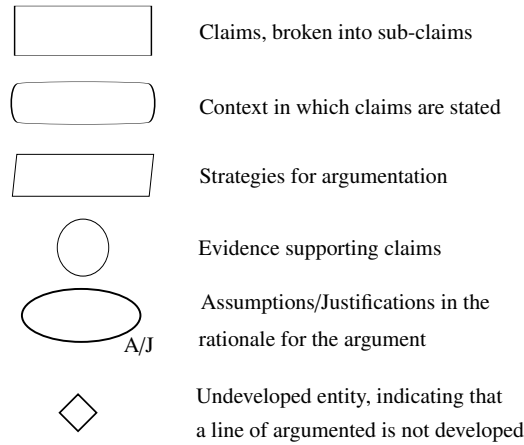 Claims, broken into sub-claims
Context in which claims are stated
Strategies for argumentation
Evidence supporting claims
Assumptions/Justifications in the
rationale for the argument
A/J
Undeveloped entity, indicating that
a line of argumented is not developed